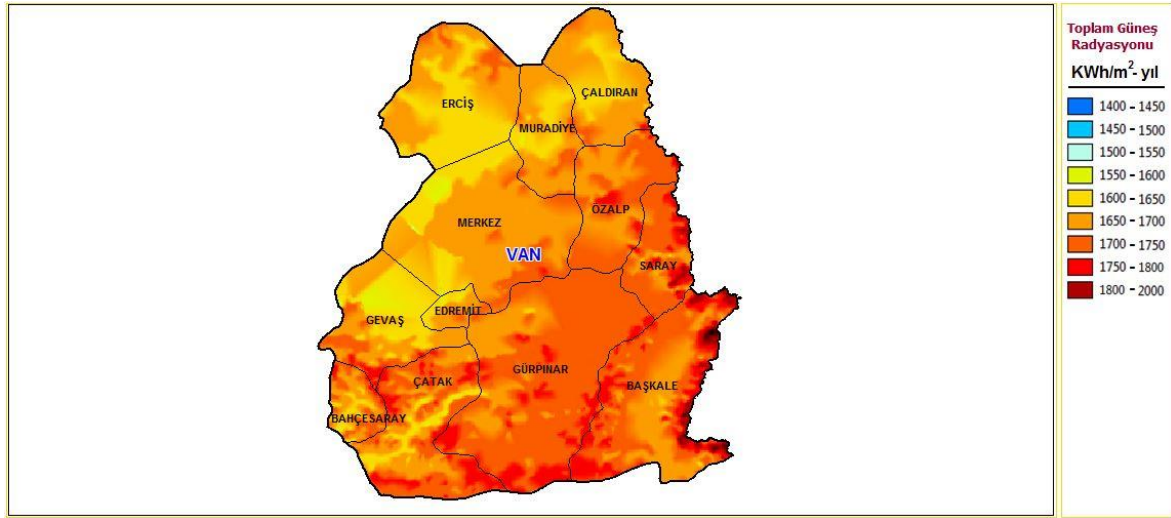 ERCİŞ
MURADİYE
ÇALDIRAN
MERKEZ
ÖZALP
VAN
SARAY
GEVAŞ
EDREMİT
ÇATAK
GÜRPINAR
BAŞKALE
BAHÇESARAY
Toplam Güneş
Radyasyonu
KWh/m²- yıl
1400 - 1450
1450 - 1500
1500 - 1550
1550 - 1600
1600 - 1650
1650 - 1700
1700 - 1750
1750 - 1800
1800 - 2000